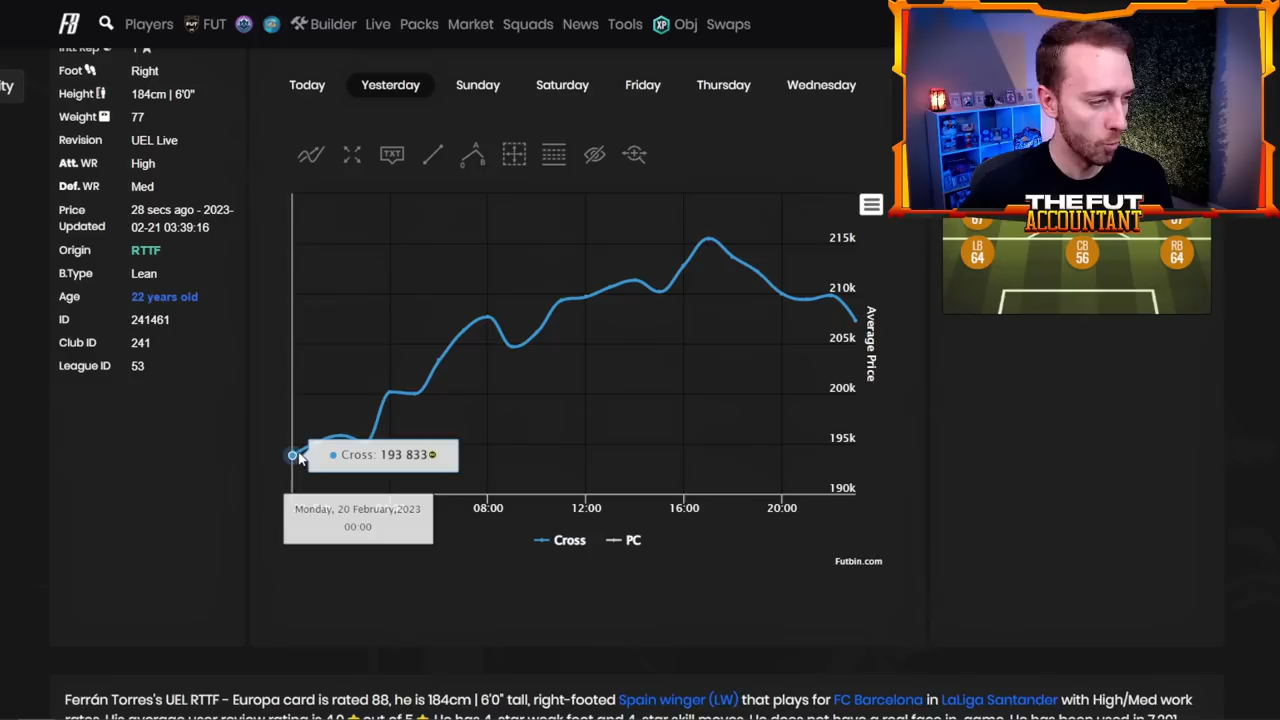 FB Players FUT Builder Live Packs Market Squads News Tools XP Obj Swaps
ty
1
Foot Right
Height 184cm | 6'0"
Weight 77
Revision UEL Live
Att. WR High
Def. WR Med
Price Updated 28 secs ago - 2023-02-21 03:39:16
Origin RTTF
B.Type Lean
Age 22 years old
ID 241461
Club ID 241
League ID 53
Today Yesterday Sunday Saturday Friday Thursday Wednesday
TXT
A
B
215k
210k
205k
200k
195k
190k
Average Price
Cross: 193 833
Monday, 20 February,2023
00:00
08:00 12:00 16:00 20:00
Cross PC
Futbin.com
THE FUT
ACCOUNTANT
LB
64
CB
56
RB
64
Ferrán Torres's UEL RTTF - Europa card is rated 88, he is 184cm | 6'0" tall, right-footed Spain winger (LW) that plays for FC Barcelona in LaLiga Santander with High/Med work